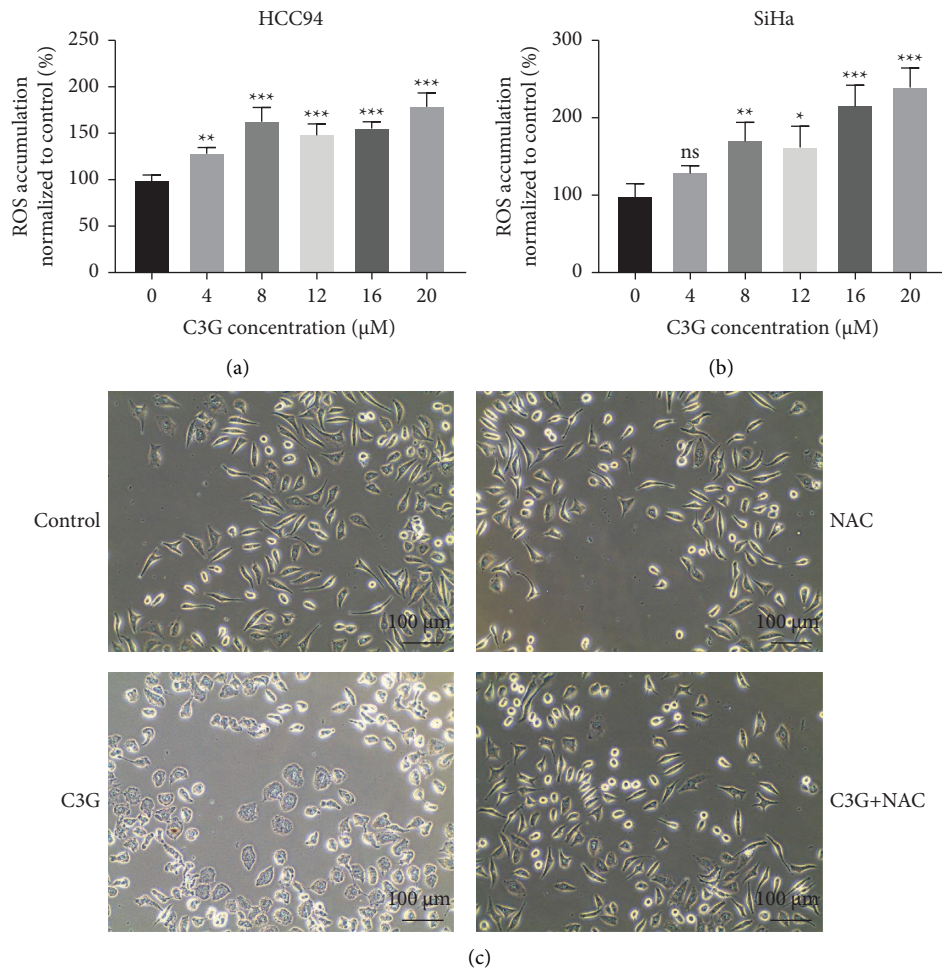 HCC94
ROS accumulation
normalized to control (%)
250
200
150
100
50
0
**
***
***
***
***
0 4 8 12 16 20
C3G concentration (μM)
(a)
SiHa
ROS accumulation
normalized to control (%)
300
200
100
0
ns
**
*
***
***
0 4 8 12 16 20
C3G concentration (μM)
(b)
Control
100 μm
100 μm
NAC
C3G
100 μm
100 μm
C3G+NAC
(c)